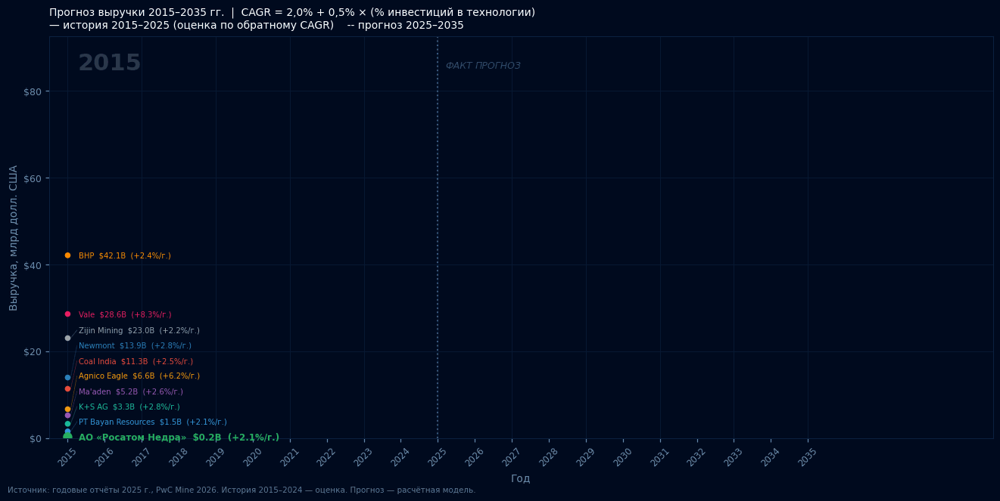 Прогноз выручки 2015–2035 гг.  |  CAGR = 2,0% + 0,5% × (% инвестиций в технологии)
— история 2015–2025 (оценка по обратному CAGR)    -- прогноз 2025–2035
2015
ФАКТ ПРОГНОЗ
Выручка, млрд долл. США
$80
$60
$40
$20
$0
BHP  $42.1B  (+2.4%/г.)
Vale  $28.6B  (+8.3%/г.)
Zijin Mining  $23.0B  (+2.2%/г.)
Newmont  $13.9B  (+2.8%/г.)
Coal India  $11.3B  (+2.5%/г.)
Agnico Eagle  $6.6B  (+6.2%/г.)
Ma'aden  $5.2B  (+2.6%/г.)
K+S AG  $3.3B  (+2.8%/г.)
PT Bayan Resources  $1.5B  (+2.1%/г.)
АО «Росатом Недра»  $0.2B  (+2.1%/г.)
2015 2016 2017 2018 2019 2020 2021 2022 2023 2024 2025 2026 2027 2028 2029 2030 2031 2032 2033 2034 2035
Год
Источник: годовые отчёты 2025 г., PwC Mine 2026. История 2015–2024 — оценка. Прогноз — расчётная модель.